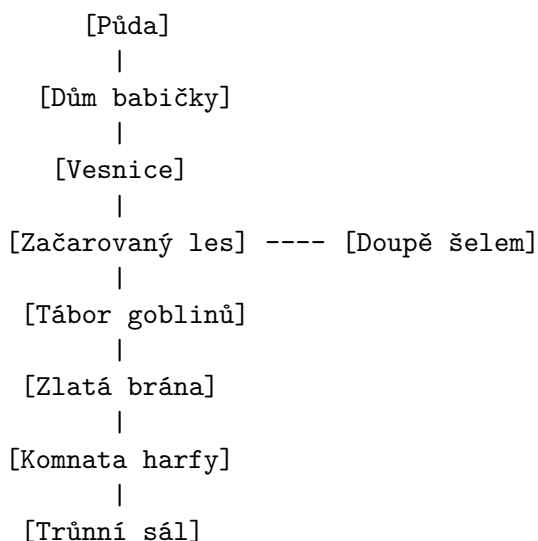 [Půda]
|
[Dům babičky]
|
[Vesnice]
|
[Začarovaný les] ---- [Doupě šelem]
|
[Tábor goblinů]
|
[Zlatá brána]
|
[Komnata harfy]
|
[Trůnní sál]